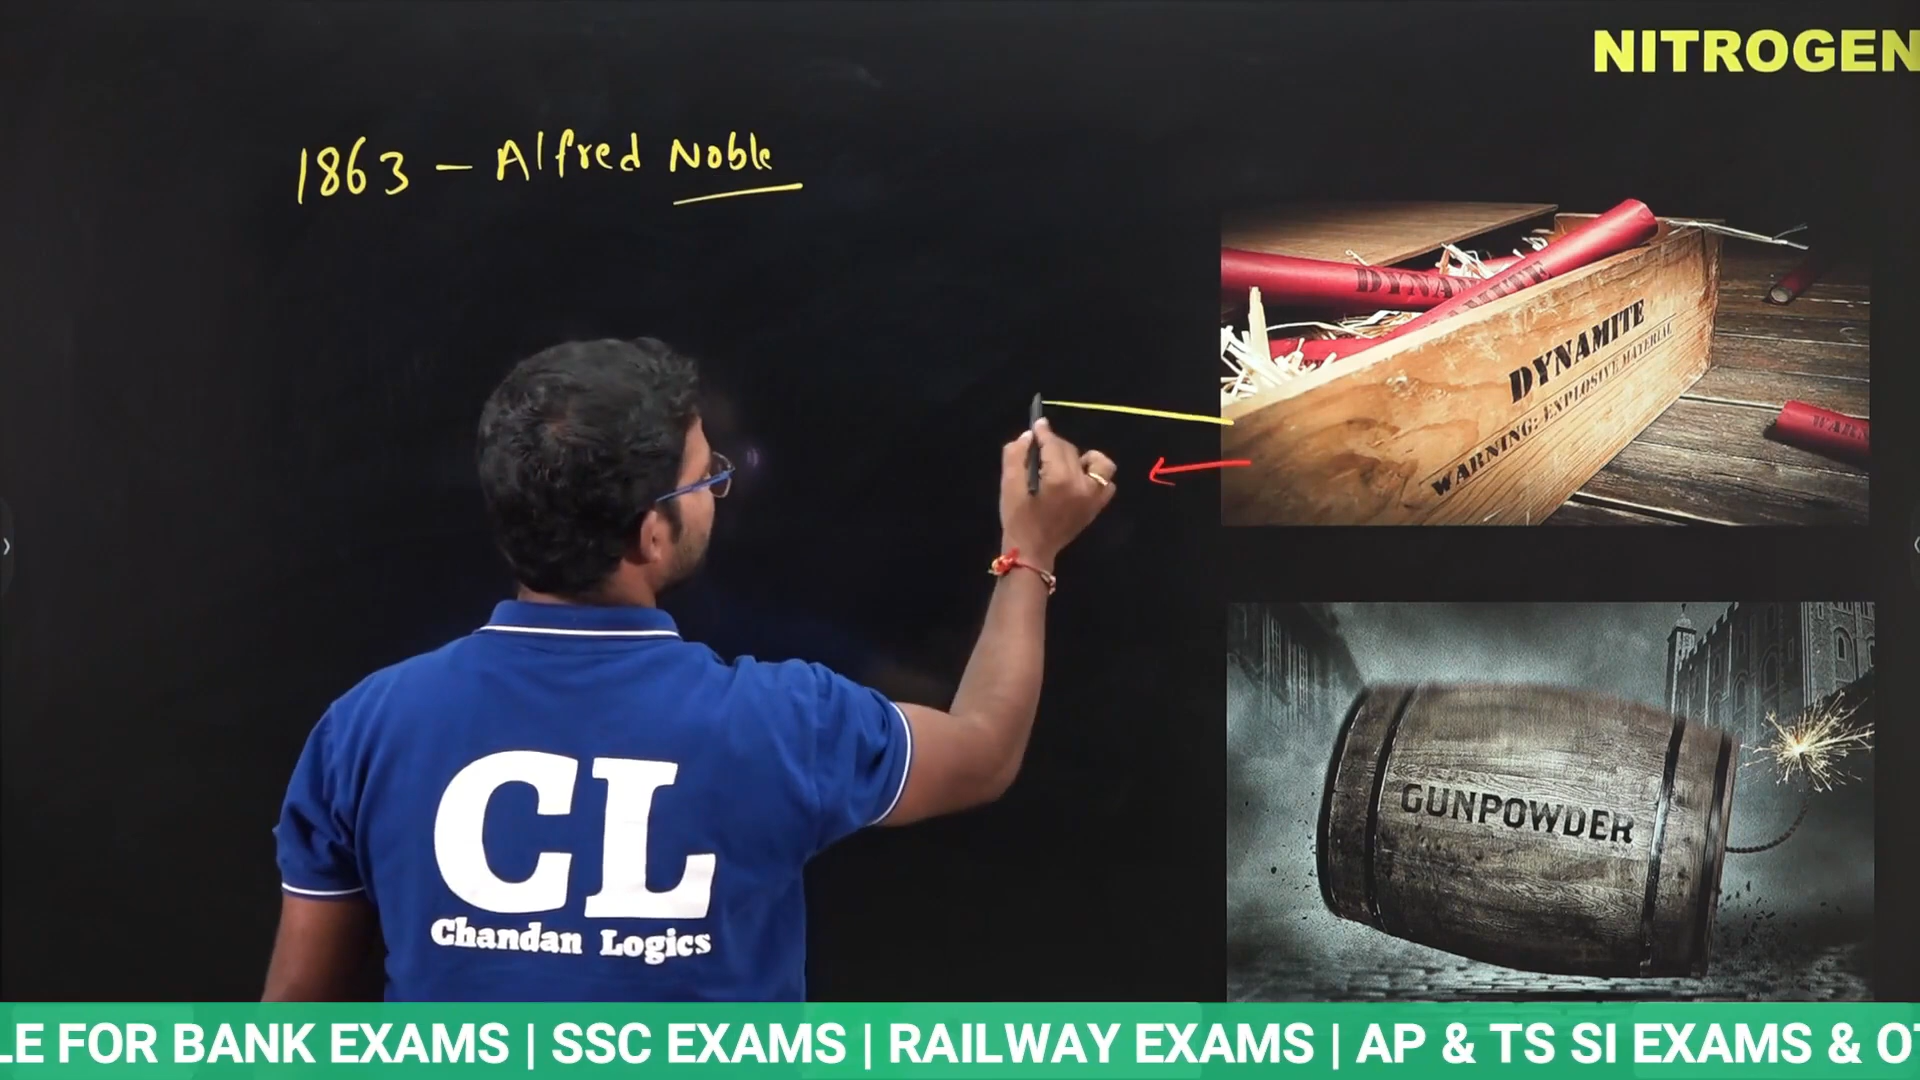 NITROGEN
1863 - Alfred Noble
DYNAMITE
DYNAMITE
WARNING: EXPLOSIVE MATERIAL
GUNPOWDER
CL
Chandan Logics
LE FOR BANK EXAMS | SSC EXAMS | RAILWAY EXAMS | AP & TS SI EXAMS & OT